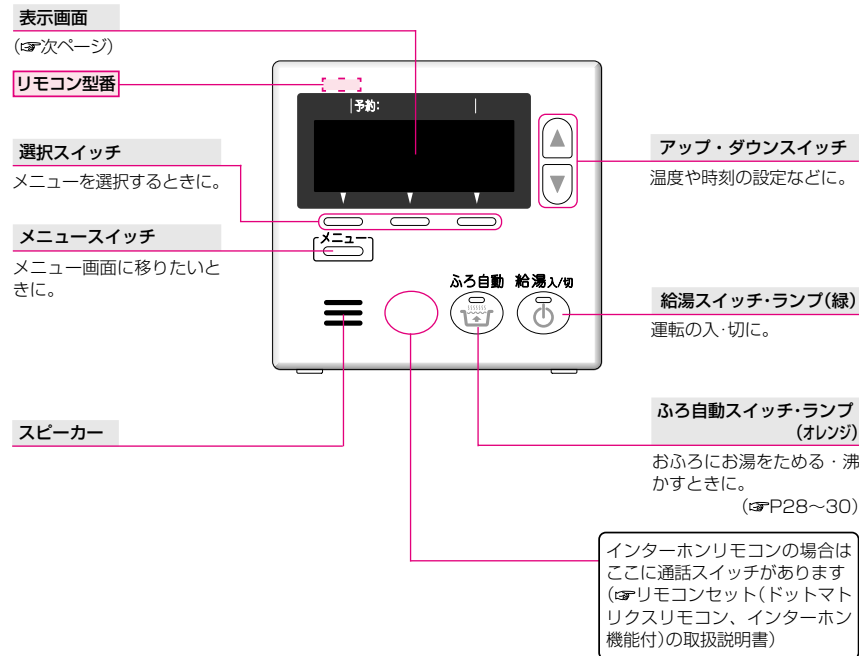 表示画面
(☞次ページ)
リモコン型番
選択スイッチ
メニューを選択するときに。
メニュースイッチ
メニュー画面に移りたいと
きに。
スピーカー
予約:
メニュー
ふろ自動
給湯入/切
アップ・ダウンスイッチ
温度や時刻の設定などに。
給湯スイッチ・ランプ(緑)
運転の入・切に。
ふろ自動スイッチ・ランプ
(オレンジ)
おふろにお湯をためる・沸
かすときに。
(☞P28〜30)
インターホンリモコンの場合は
ここに通話スイッチがあります
(☞リモコンセット(ドットマト
リクスリモコン、インターホン
機能付)の取扱説明書)